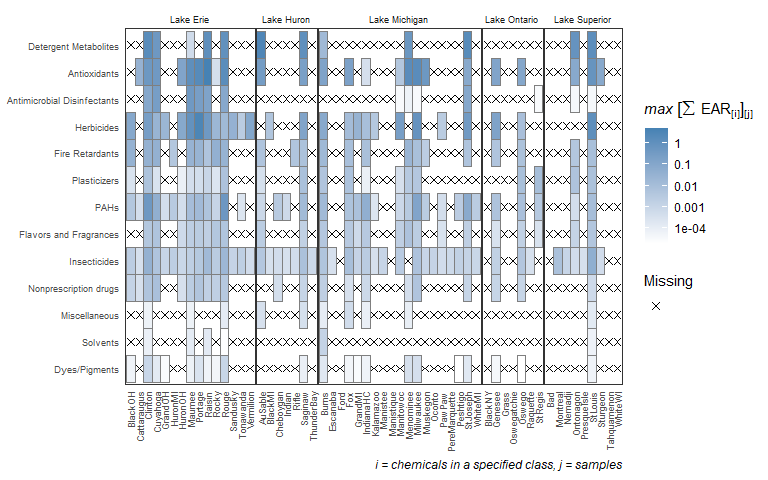 Lake Erie Lake Huron Lake Michigan Lake Ontario Lake Superior
Detergent Metabolites
Antioxidants
Antimicrobial Disinfectants
Herbicides
Fire Retardants
Plasticizers
PAHs
Flavors and Fragrances
Insecticides
Nonprescription drugs
Miscellaneous
Solvents
Dyes/Pigments
max [∑ EAR[i]][j]
1
0.1
0.01
0.001
1e-04
Missing
BlackOH
Cattaraugus
Clinton
Cuyahoga
GrandOH
HuronMI
HuronOH
Maumee
Portage
Raisin
Rocky
Rouge
Sandusky
Tonawanda
Vermilion
AuSable
BlackMI
Cheboygan
Indian
Rifle
Saginaw
ThunderBay
Burns
Escanaba
Ford
Fox
GrandMI
IndianaHC
Kalamazoo
Manistee
Manistique
Manitowoc
Menominee
Milwaukee
Muskegon
Oconto
Paw Paw
PereMarquette
Peshtigo
StJoseph
WhiteMI
BlackNY
Genesee
Grass
Oswegatchie
Oswego
Raquette
StRegis
Bad
Montreal
Nemadji
Ontonagon
PresqueIsle
StLouis
Sturgeon
Tahquamenon
WhiteWI
i = chemicals in a specified class, j = samples